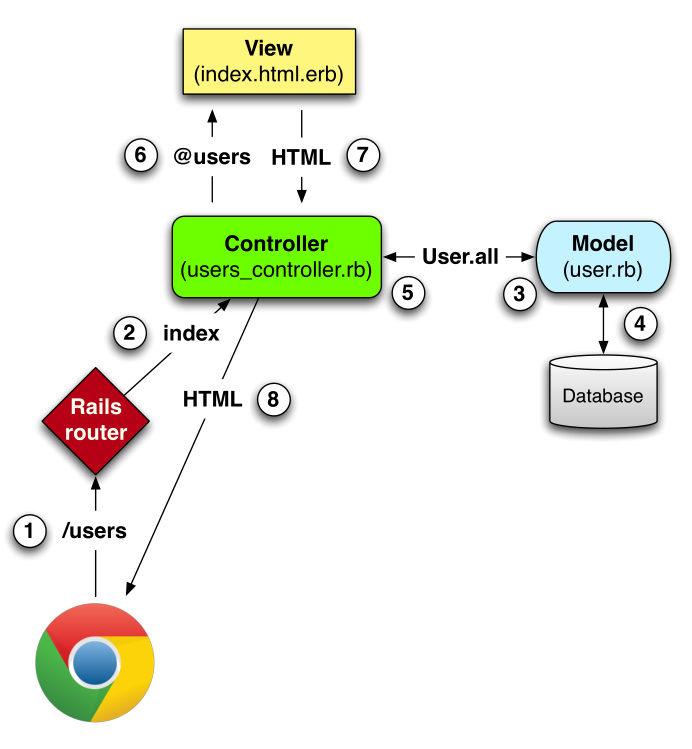 View
(index.html.erb)
6
@users
HTML
7
Controller
(users_controller.rb)
User.all
Model
(user.rb)
5
3
4
2
index
Database
HTML
8
Rails
router
1
/users